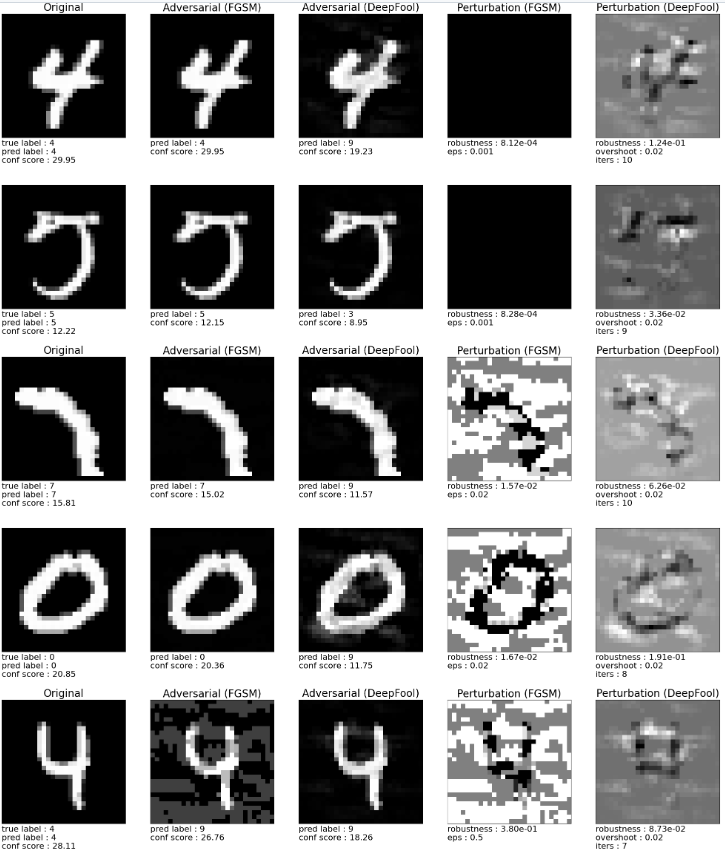 Original Adversarial (FGSM) Adversarial (DeepFool) Perturbation (FGSM) Perturbation (DeepFool)
true label : 4 pred label : 4 pred label : 9 robustness : 8.12e-04 robustness : 1.24e-01
pred label : 4 conf score : 29.95 conf score : 19.23 eps : 0.001 overshoot : 0.02
conf score : 29.95 iters : 10
true label : 5 pred label : 5 pred label : 3 robustness : 8.28e-04 robustness : 3.36e-02
pred label : 5 conf score : 12.15 conf score : 8.95 eps : 0.001 overshoot : 0.02
conf score : 12.22 iters : 9
Original Adversarial (FGSM) Adversarial (DeepFool) Perturbation (FGSM) Perturbation (DeepFool)
true label : 7 pred label : 7 pred label : 9 robustness : 1.57e-02 robustness : 6.26e-02
pred label : 7 conf score : 15.02 conf score : 11.57 eps : 0.02 overshoot : 0.02
conf score : 15.81 iters : 10
true label : 0 pred label : 0 pred label : 9 robustness : 1.67e-02 robustness : 1.91e-01
pred label : 0 conf score : 20.36 conf score : 11.75 eps : 0.02 overshoot : 0.02
conf score : 20.85 iters : 8
Original Adversarial (FGSM) Adversarial (DeepFool) Perturbation (FGSM) Perturbation (DeepFool)
true label : 4 pred label : 9 pred label : 9 robustness : 3.80e-01 robustness : 8.73e-02
pred label : 4 conf score : 26.76 conf score : 18.26 eps : 0.5 overshoot : 0.02
conf score : 28.11 iters : 7